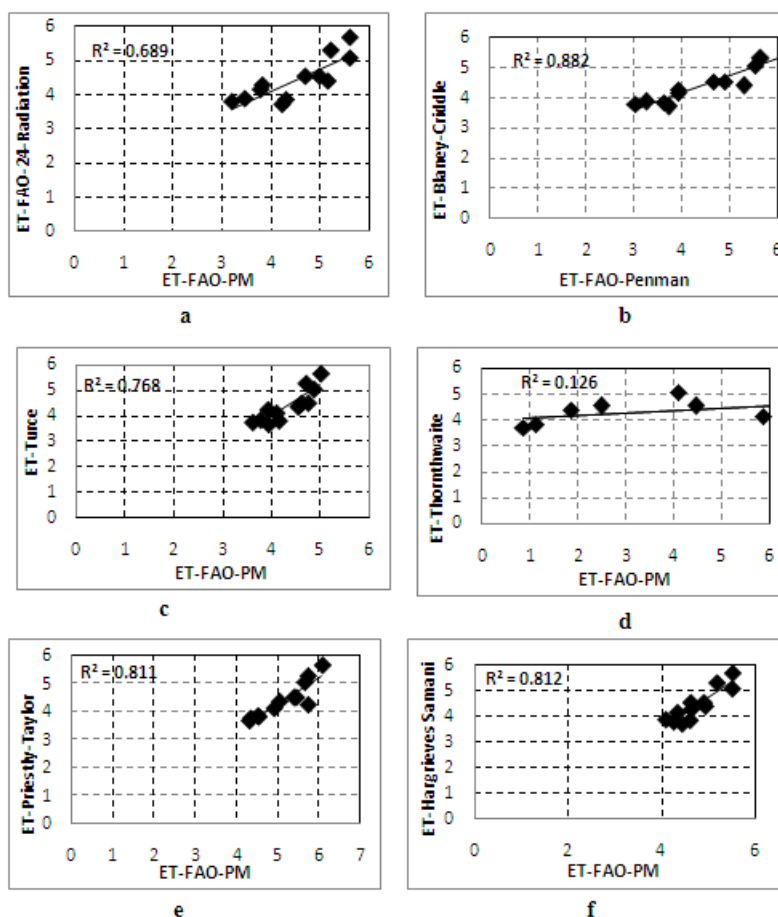 6
5
4
3
2
1
0
ET-FAO-24-Radiation
R² = 0.689
0 1 2 3 4 5 6
ET-FAO-PM
a
6
5
4
3
2
1
0
ET-Blaney-Criddle
R² = 0.882
0 1 2 3 4 5 6
ET-FAO-Penman
b
6
5
4
3
2
1
0
ET-Turce
R² = 0.768
0 1 2 3 4 5 6
ET-FAO-PM
c
6
5
4
3
2
1
0
ET-Thornthwaite
R² = 0.126
0 1 2 3 4 5 6
ET-FAO-PM
d
6
5
4
3
2
1
0
ET-Priestly-Taylor
R² = 0.811
0 1 2 3 4 5 6 7
ET-FAO-PM
e
6
5
4
3
2
1
0
ET-Hargrieves Samani
R² = 0.812
0 2 4 6
ET-FAO-PM
f